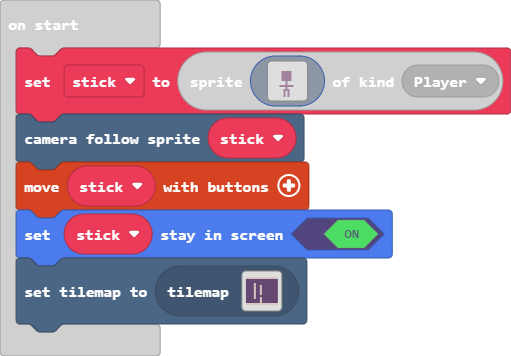 on start
set stick to sprite of kind Player
camera follow sprite stick
move stick with buttons
set stick stay in screen ON
set tilemap to tilemap